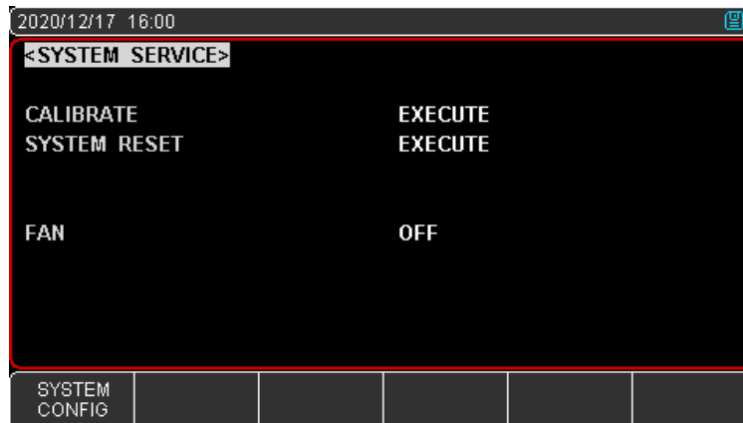 2020/12/17 16:00
<SYSTEM SERVICE>
CALIBRATE EXECUTE
SYSTEM RESET EXECUTE
FAN OFF
SYSTEM
CONFIG